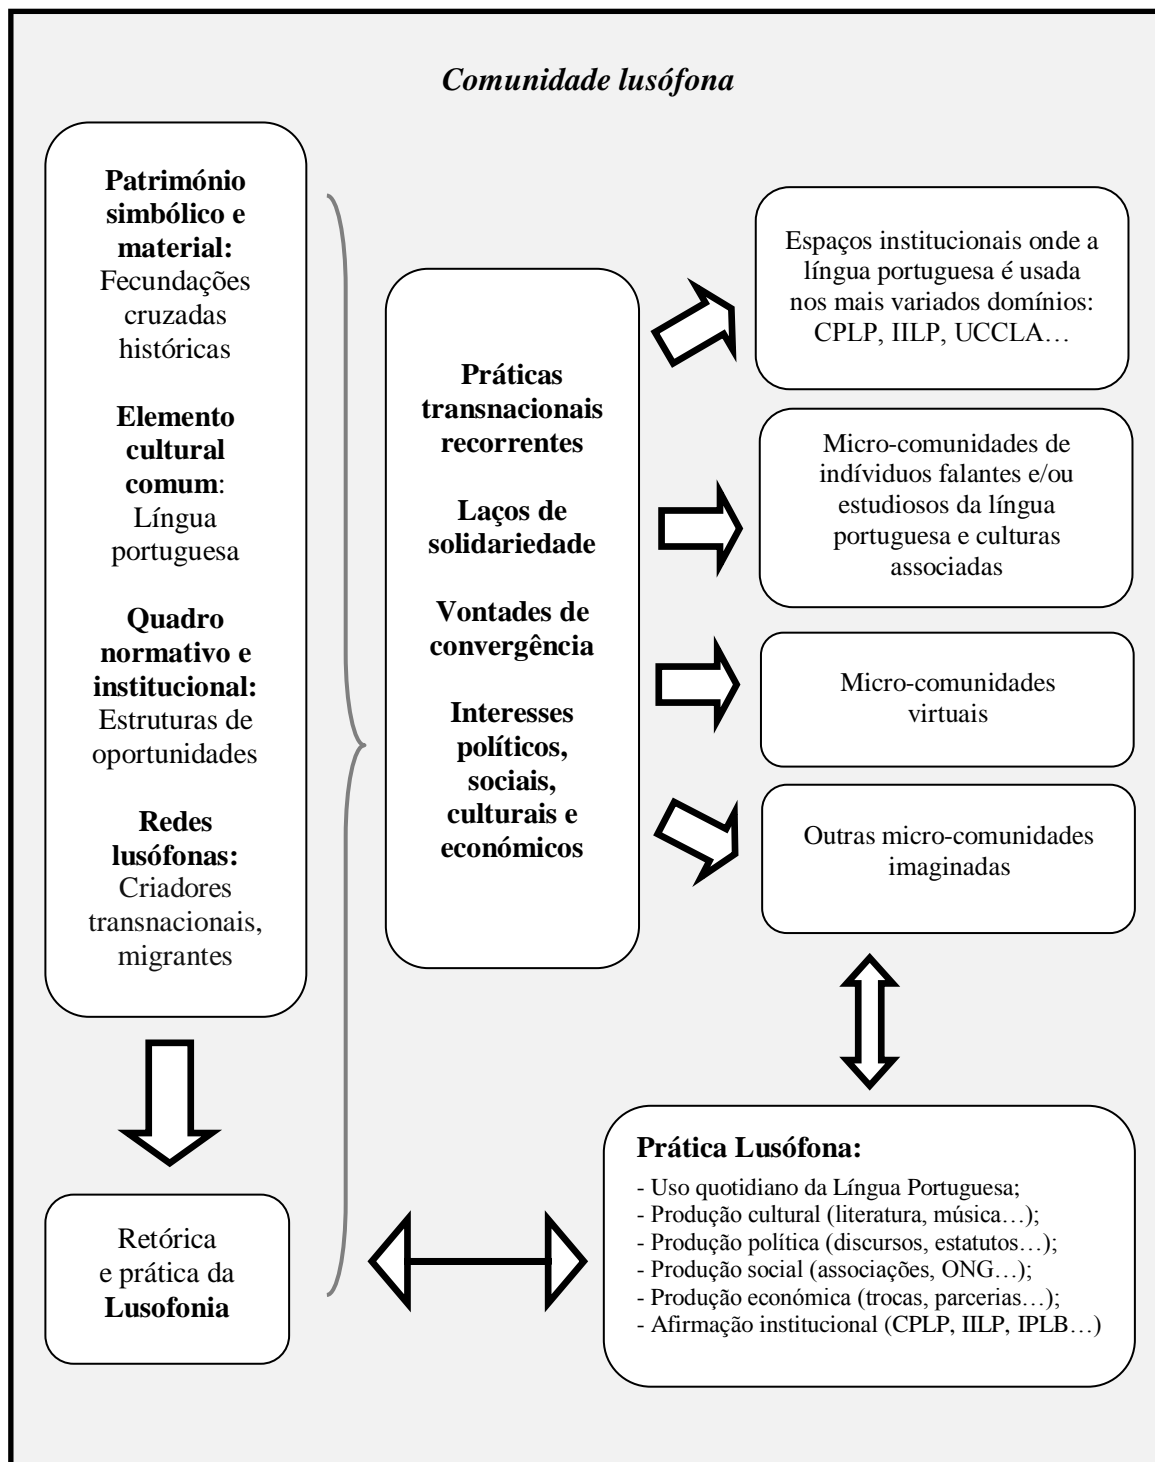 Comunidade lusófona
Património
simbólico e
material:
Fecundações
cruzadas
históricas
Elemento
cultural
comum:
Língua
portuguesa
Quadro
normativo e
institucional:
Estruturas de
oportunidades
Redes
lusófonas:
Criadores
transnacionais,
migrantes
Retórica
e prática da
Lusofonia
Práticas
transnacionais
recorrentes
Laços de
solidariedade
Vontades de
convergência
Interesses
políticos,
sociais,
culturais e
económicos
Espaços institucionais onde a
língua portuguesa é usada
nos mais variados domínios:
CPLP, IILP, UCCLA…
Micro-comunidades de
indíviduos falantes e/ou
estudiosos da língua
portuguesa e culturas
associadas
Micro-comunidades
virtuais
Outras micro-comunidades
imaginadas
Prática Lusófona:
- Uso quotidiano da Língua Portuguesa;
- Produção cultural (literatura, música…);
- Produção política (discursos, estatutos…);
- Produção social (associações, ONG…);
- Produção económica (trocas, parcerias…);
- Afirmação institucional (CPLP, IILP, IPLB…)